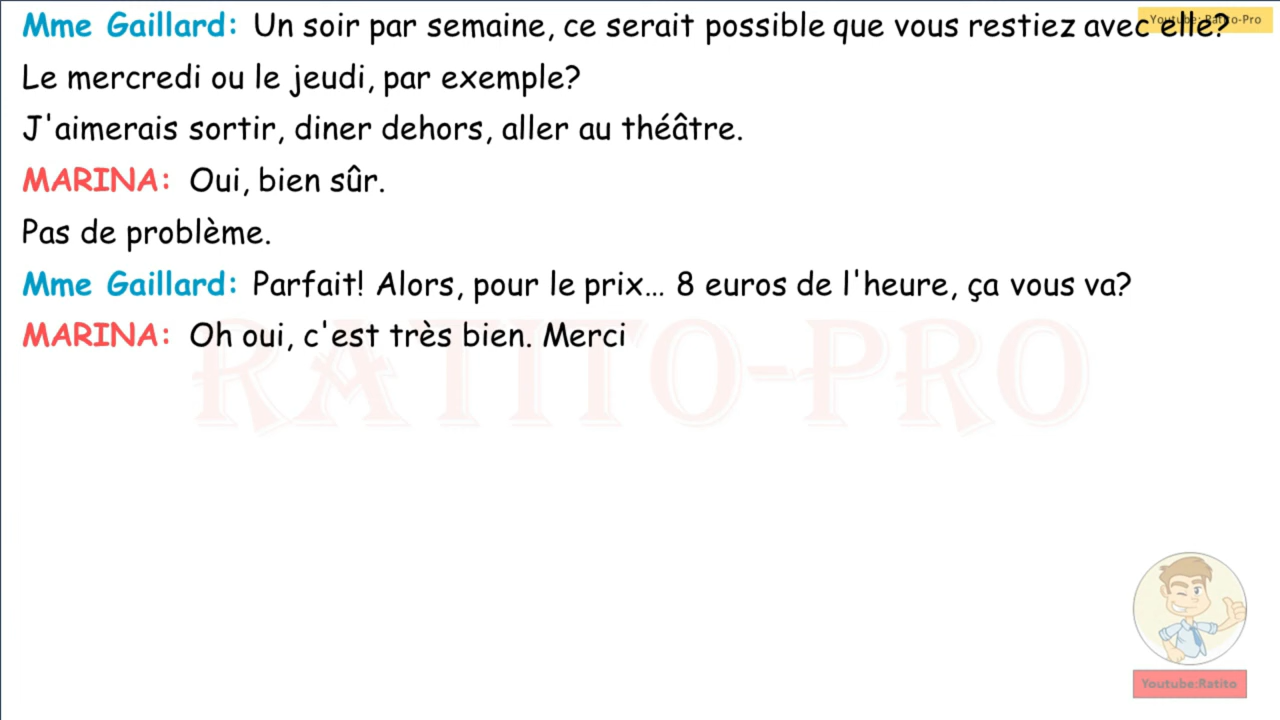 Mme Gaillard: Un soir par semaine, ce serait possible que vous restiez avec elle?
Youtube: Ratito-Pro
Le mercredi ou le jeudi, par exemple?
J'aimerais sortir, diner dehors, aller au théâtre.
MARINA: Oui, bien sûr.
Pas de problème.
Mme Gaillard: Parfait! Alors, pour le prix... 8 euros de l'heure, ça vous va?
MARINA: Oh oui, c'est très bien. Merci
RATITO-PRO
Youtube:Ratito